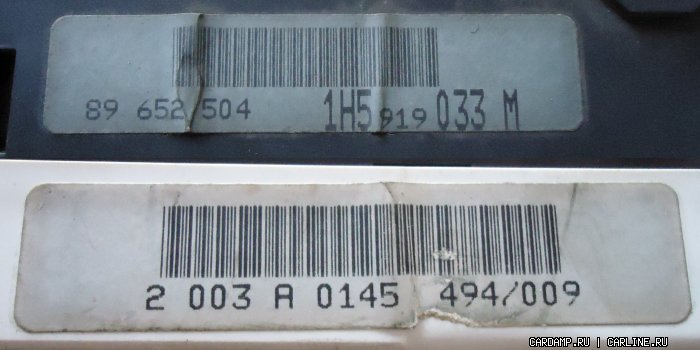 89 652 504 1H5 919 033 M
2 003 A 0145 494/009
CARDAMP.RU | CARLINE.RU